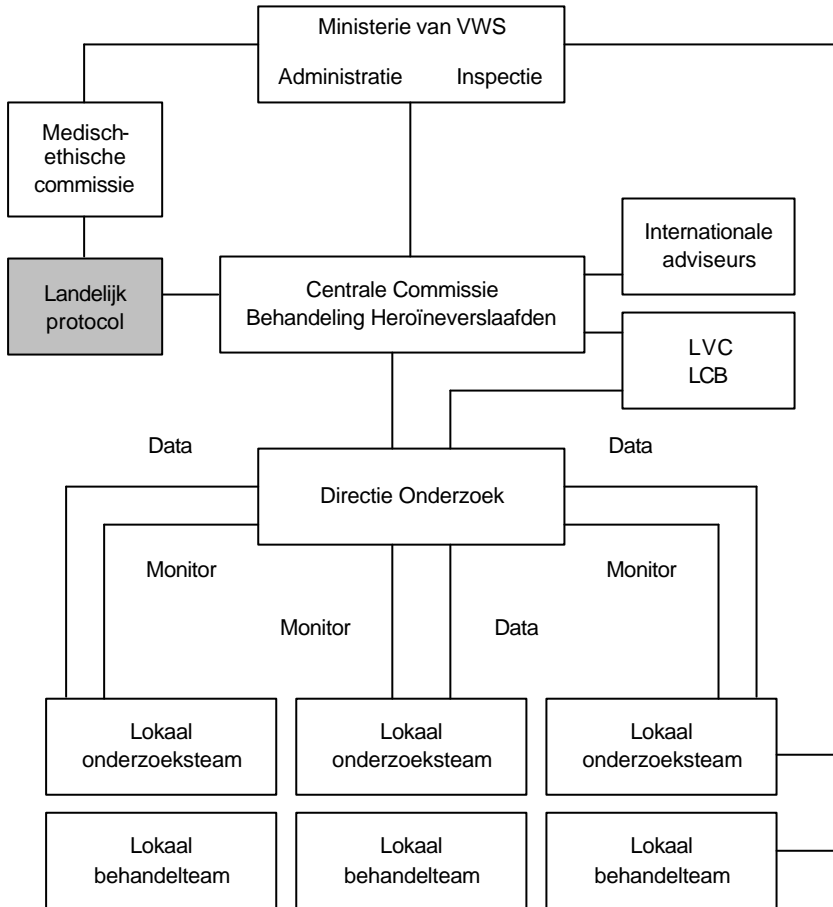 Ministerie van VWS
Administratie Inspectie
Medisch-
ethische
commissie
Internationale
adviseurs
Landelijk
protocol
Centrale Commissie
Behandeling Heroïneverslaafden
LVC
LCB
Data Data
Directie Onderzoek
Monitor Monitor
Monitor Data
Lokaal
onderzoeksteam
Lokaal
onderzoeksteam
Lokaal
onderzoeksteam
Lokaal
behandelteam
Lokaal
behandelteam
Lokaal
behandelteam